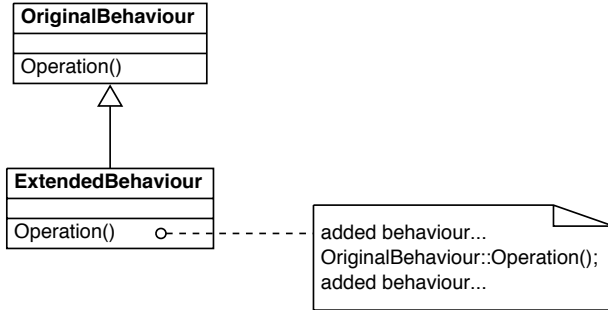 OriginalBehaviour
Operation()
ExtendedBehaviour
Operation()
added behaviour...
OriginalBehaviour::Operation();
added behaviour...